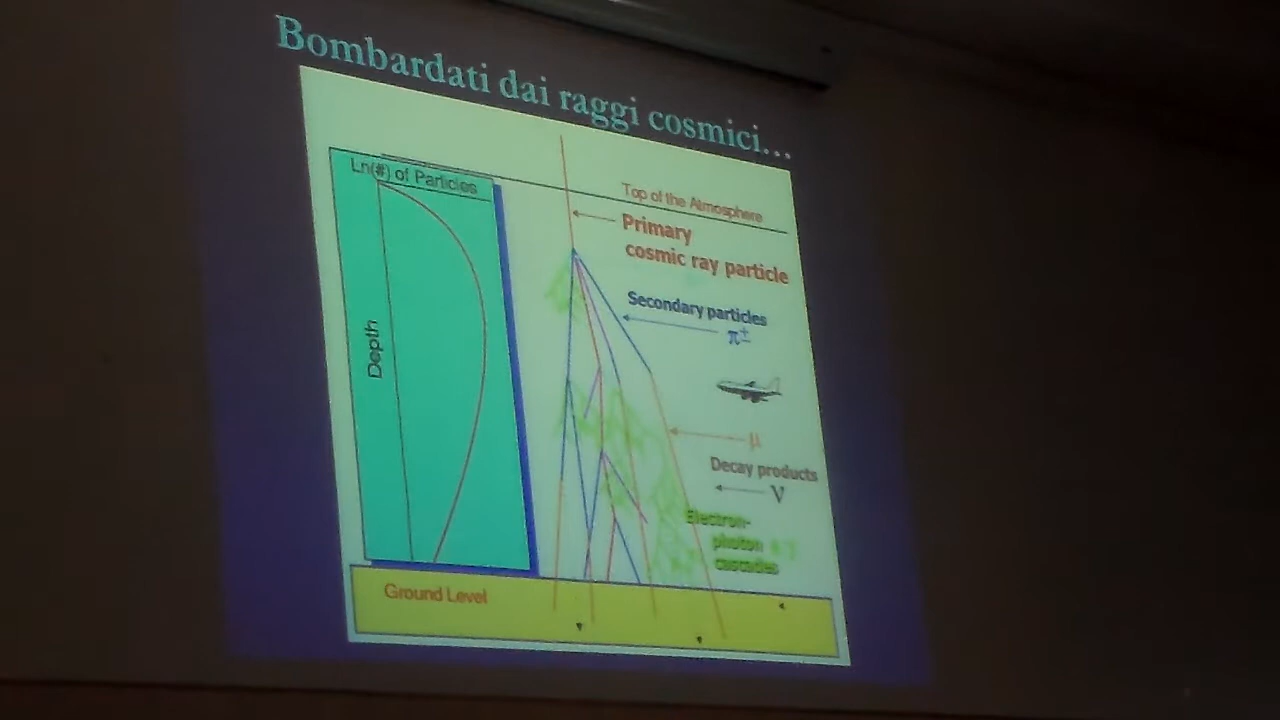 Bombardati dai raggi cosmici...
Ln(#) of Particles
Depth
Top of the Atmosphere
Primary
cosmic ray particle
Secondary particles
π±
μ
Decay products
ν
Electron-
photon
cascades
Ground Level